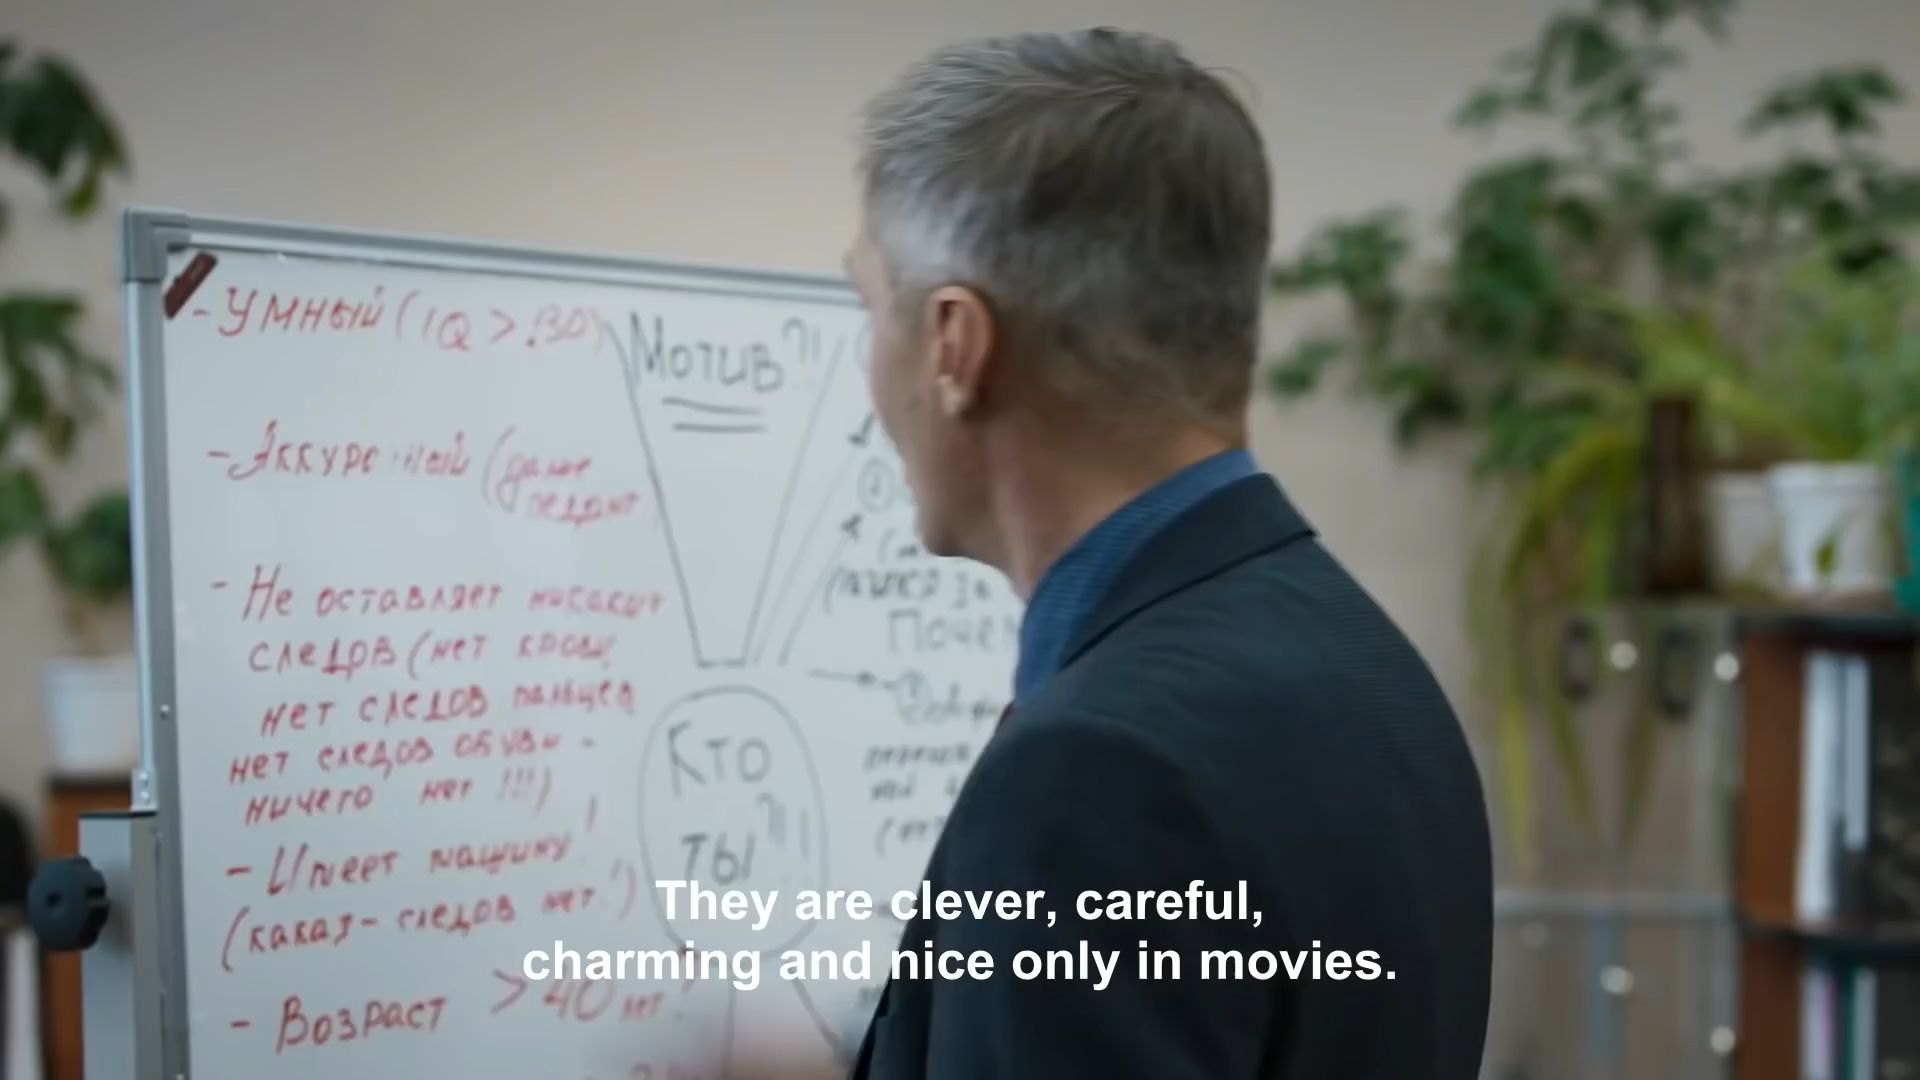 - УМНЫЙ (IQ > 130)
- Аккуратный (даже
педант
- Не оставляет никаких
следов (нет крови,
нет следов пальцев
нет следов обуви -
ничего нет !!!)
- Имеет машину !
(какая - следов нет !)
- Возраст > 40 лет ?
Мотив ?!
Кто
ты ?!
(2)
Поче
They are clever, careful,
charming and nice only in movies.